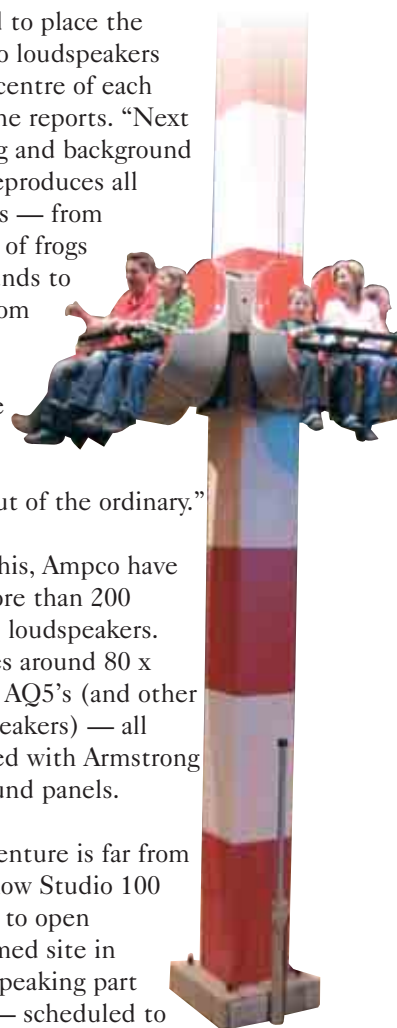 to place the
loudspeakers
centre of each
reports. “Next
and background
eproduces all
s — from
of frogs
nds to
om
e
ut of the ordinary.”
his, Ampco have
ore than 200
loudspeakers.
es around 80 x
AQ5’s (and other
eakers) — all
ed with Armstrong
und panels.
enture is far from
ow Studio 100
to open
med site in
peaking part
— scheduled to